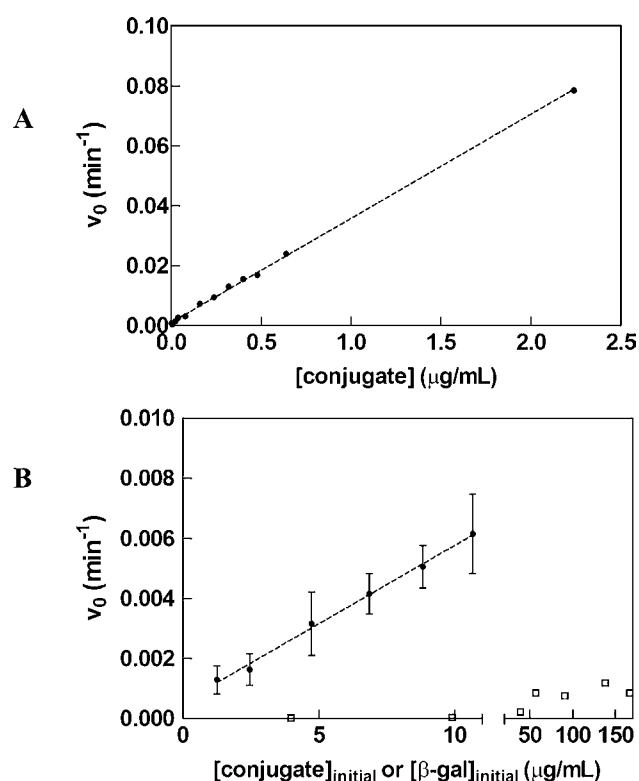 A
0.10
0.08
0.06
0.04
0.02
0.00
v₀ (min⁻¹)
0.0 0.5 1.0 1.5 2.0 2.5
[conjugate] (μg/mL)
B
0.010
0.008
0.006
0.004
0.002
0.000
v₀ (min⁻¹)
0 5 10 50 100 150
[conjugate]initial or [β-gal]initial (μg/mL)